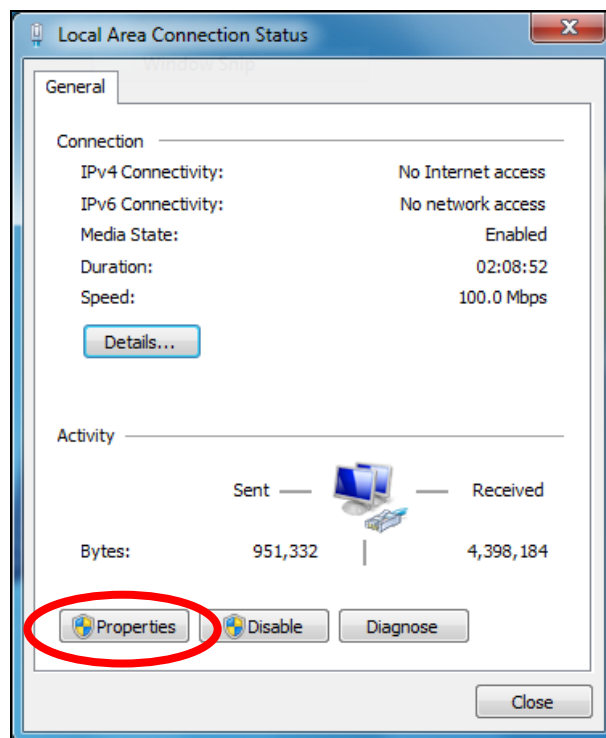 Local Area Connection Status
X
Window Snip
General
Connection
IPv4 Connectivity: No Internet access
IPv6 Connectivity: No network access
Media State: Enabled
Duration: 02:08:52
Speed: 100.0 Mbps
Details...
Activity
Sent Received
Bytes: 951,332 4,398,184
Properties Disable Diagnose
Close